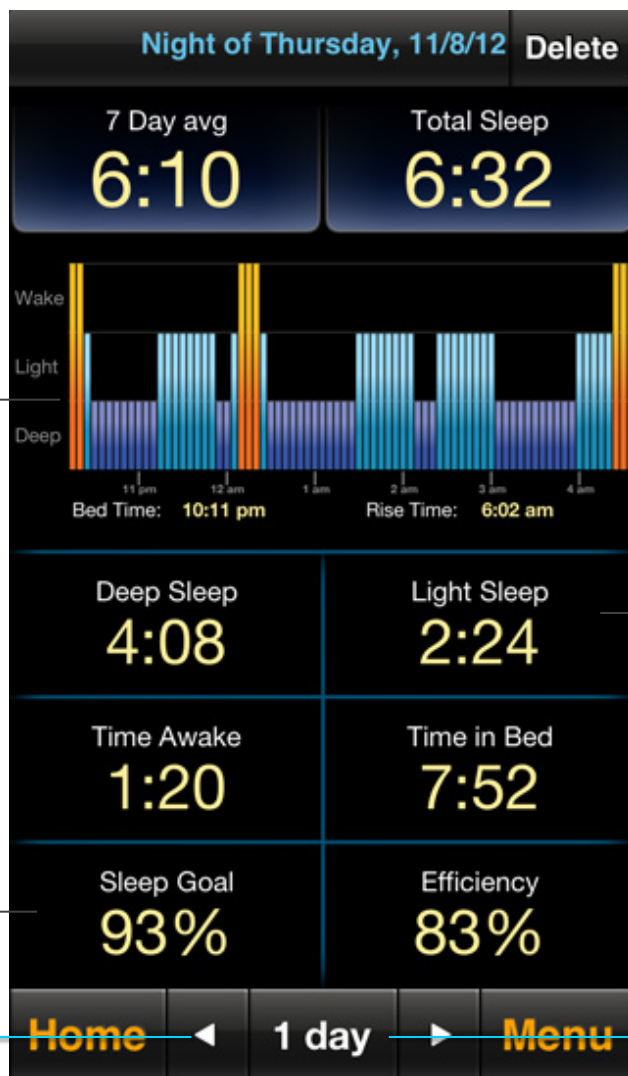 Night of Thursday, 11/8/12 Delete
7 Day avg Total Sleep
6:10 6:32
Wake
Light
Deep
11 pm 12 am 1 am 2 am 3 am 4 am
Bed Time: 10:11 pm Rise Time: 6:02 am
Deep Sleep Light Sleep
4:08 2:24
Time Awake Time in Bed
1:20 7:52
Sleep Goal Efficiency
93% 83%
Home 1 day Menu